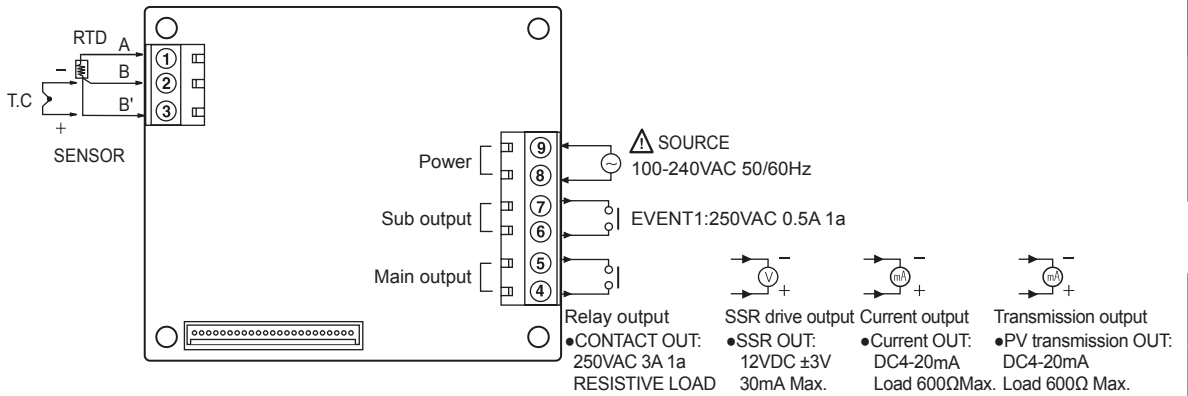 RTD
A
B
B'
−
T.C
+
SENSOR
1
2
3
Power
Sub output
Main output
9
8
7
6
5
4
⚠ SOURCE
100-240VAC 50/60Hz
EVENT1:250VAC 0.5A 1a
Relay output
●CONTACT OUT:
250VAC 3A 1a
RESISTIVE LOAD
−
V
+
SSR drive output
●SSR OUT:
12VDC ±3V
30mA Max.
−
mA
+
Current output
●Current OUT:
DC4-20mA
Load 600ΩMax.
−
mA
+
Transmission output
●PV transmission OUT:
DC4-20mA
Load 600Ω Max.